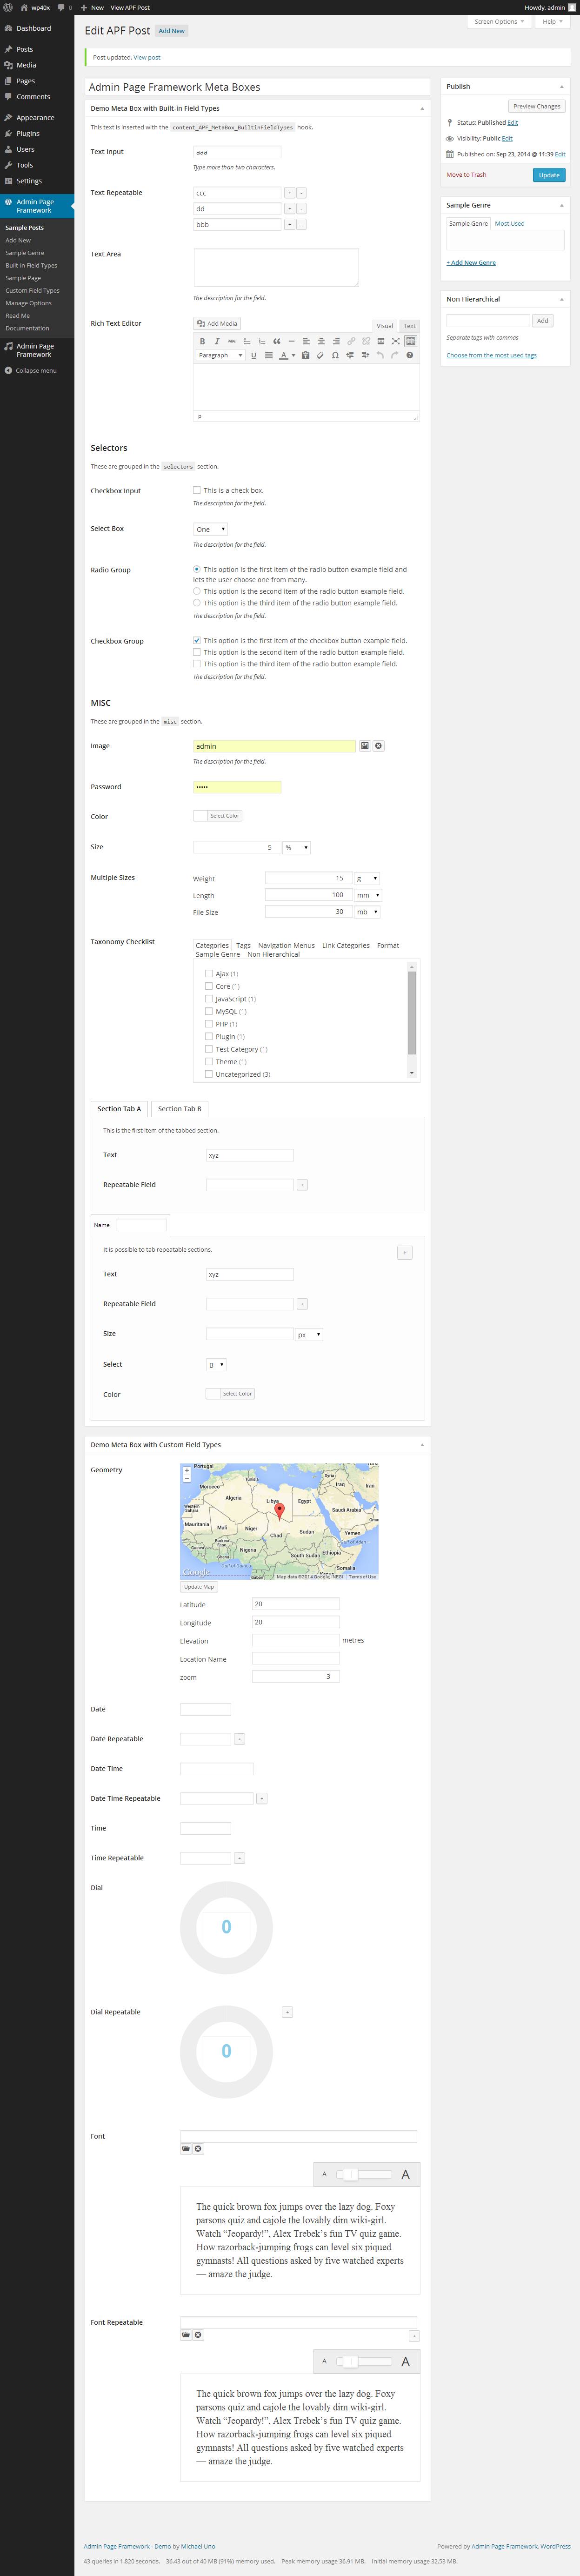 wp40x 0 New View APF Post Howdy, admin
Dashboard
Posts
Media
Pages
Comments
Appearance
Plugins
Users
Tools
Settings
Admin Page
Framework
Sample Posts
Add New
Sample Genre
Built-in Field Types
Sample Page
Custom Field Types
Manage Options
Read Me
Documentation
Admin Page
Framework
Collapse menu
Screen Options Help
Edit APF Post Add New
Post updated. View post
Admin Page Framework Meta Boxes
Demo Meta Box with Built-in Field Types
This text is inserted with the content_APF_MetaBox_BuiltinFieldTypes hook.
Text Input aaa
Type more than two characters.
Text Repeatable ccc + -
dd + -
bbb + -
Text Area
The description for the field.
Rich Text Editor Add Media Visual Text
B I ABC
Paragraph U A
P
Selectors
These are grouped in the selectors section.
Checkbox Input This is a check box.
The description for the field.
Select Box One
The description for the field.
Radio Group This option is the first item of the radio button example field and
lets the user choose one from many.
This option is the second item of the radio button example field.
This option is the third item of the radio button example field.
The description for the field.
Checkbox Group This option is the first item of the checkbox button example field.
This option is the second item of the radio button example field.
This option is the third item of the radio button example field.
The description for the field.
MISC
These are grouped in the misc section.
Image admin
The description for the field.
Password •••••
Color Select Color
Size 5 %
Multiple Sizes Weight 15 g
Length 100 mm
File Size 30 mb
Taxonomy Checklist Categories Tags Navigation Menus Link Categories Format
Sample Genre Non Hierarchical
Ajax (1)
Core (1)
JavaScript (1)
MySQL (1)
PHP (1)
Plugin (1)
Test Category (1)
Theme (1)
Uncategorized (3)
Section Tab A Section Tab B
This is the first item of the tabbed section.
Text xyz
Repeatable Field +
Name
It is possible to tab repeatable sections. +
Text xyz
Repeatable Field +
Size px
Select B
Color Select Color
Demo Meta Box with Custom Field Types
Geometry
Portugal
Tunisia
Syria
Morocco
Iraq
Iran
Algeria
Libya
Egypt
Western
Sahara
Saudi Arabia
Oma
Mauritania
Mali
Niger
Chad
Sudan
Yemen
Gulf of Aden
Burkina
Faso
Guinea
Nigeria
South Sudan
Ethiopia
Ghana
Gulf of Guinea
Somalia
Google
Map data ©2014 Google, INEGI Terms of Use
Update Map
Latitude 20
Longitude 20
Elevation metres
Location Name
zoom 3
Date
Date Repeatable +
Date Time
Date Time Repeatable +
Time
Time Repeatable +
Dial 0
Dial Repeatable 0 +
Font
A A
The quick brown fox jumps over the lazy dog. Foxy
parsons quiz and cajole the lovably dim wiki-girl.
Watch “Jeopardy!”, Alex Trebek’s fun TV quiz game.
How razorback-jumping frogs can level six piqued
gymnasts! All questions asked by five watched experts
— amaze the judge.
Font Repeatable
+
A A
The quick brown fox jumps over the lazy dog. Foxy
parsons quiz and cajole the lovably dim wiki-girl.
Watch “Jeopardy!”, Alex Trebek’s fun TV quiz game.
How razorback-jumping frogs can level six piqued
gymnasts! All questions asked by five watched experts
— amaze the judge.
Publish
Preview Changes
Status: Published Edit
Visibility: Public Edit
Published on: Sep 23, 2014 @ 11:39 Edit
Move to Trash Update
Sample Genre
Sample Genre Most Used
+ Add New Genre
Non Hierarchical
Add
Separate tags with commas
Choose from the most used tags
Admin Page Framework - Demo by Michael Uno Powered by Admin Page Framework, WordPress
43 queries in 1.820 seconds. 36.43 out of 40 MB (91%) memory used. Peak memory usage 36.91 MB. Initial memory usage 32.53 MB.